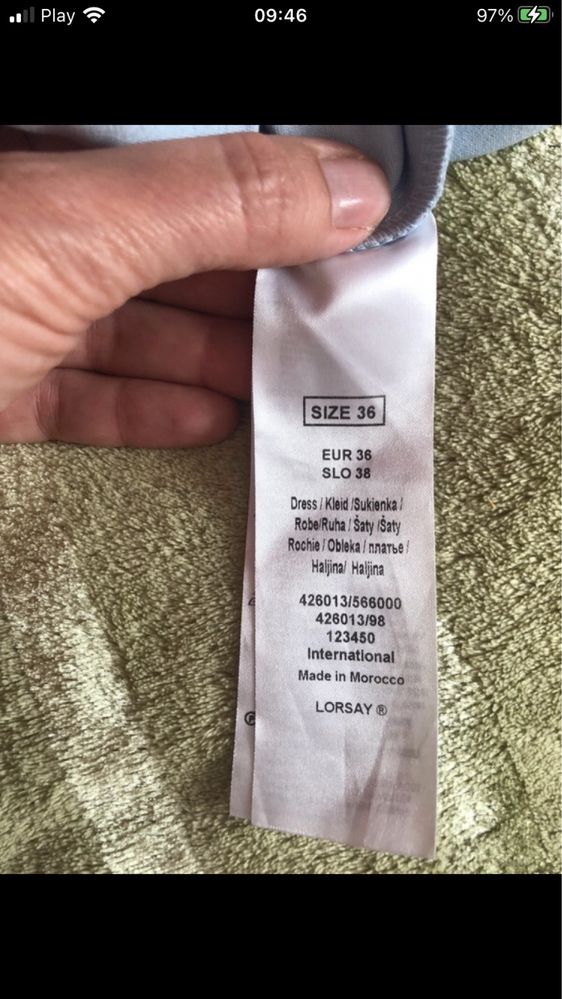 Play
09:46
97%
SIZE 36
EUR 36
SLO 38
Dress / Kleid /Sukienka /
Robe/Ruha / Šaty /Šaty
Rochie / Obleka / платье /
Haljina/ Haljina
426013/566000
426013/98
123450
International
Made in Morocco
LORSAY ®